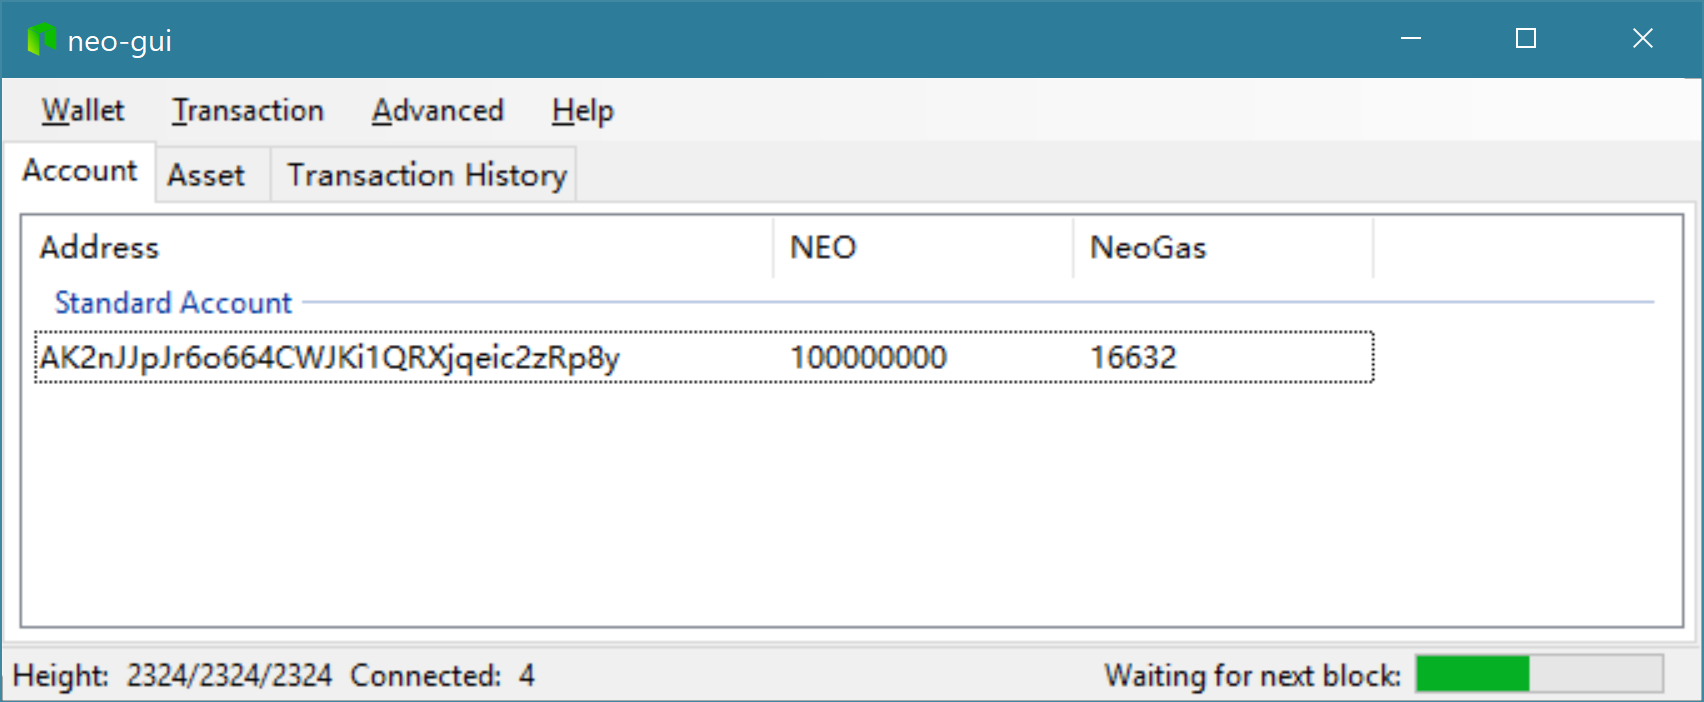 neo-gui
Wallet Transaction Advanced Help
Account Asset Transaction History
Address NEO NeoGas
Standard Account
AK2nJJpJr6o664CWJKi1QRXjqeic2zRp8y 100000000 16632
Height: 2324/2324/2324 Connected: 4 Waiting for next block: